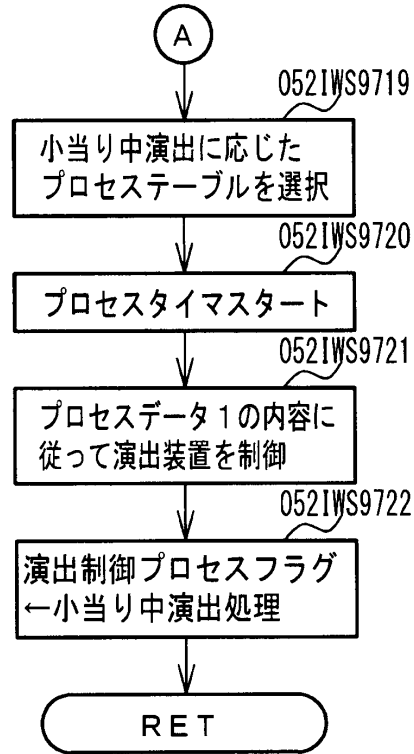 A
052IWS9719
小当り中演出に応じた
プロセステーブルを選択
052IWS9720
プロセスタイマスタート
052IWS9721
プロセスデータ1の内容に
従って演出装置を制御
052IWS9722
演出制御プロセスフラグ
←小当り中演出処理
RET